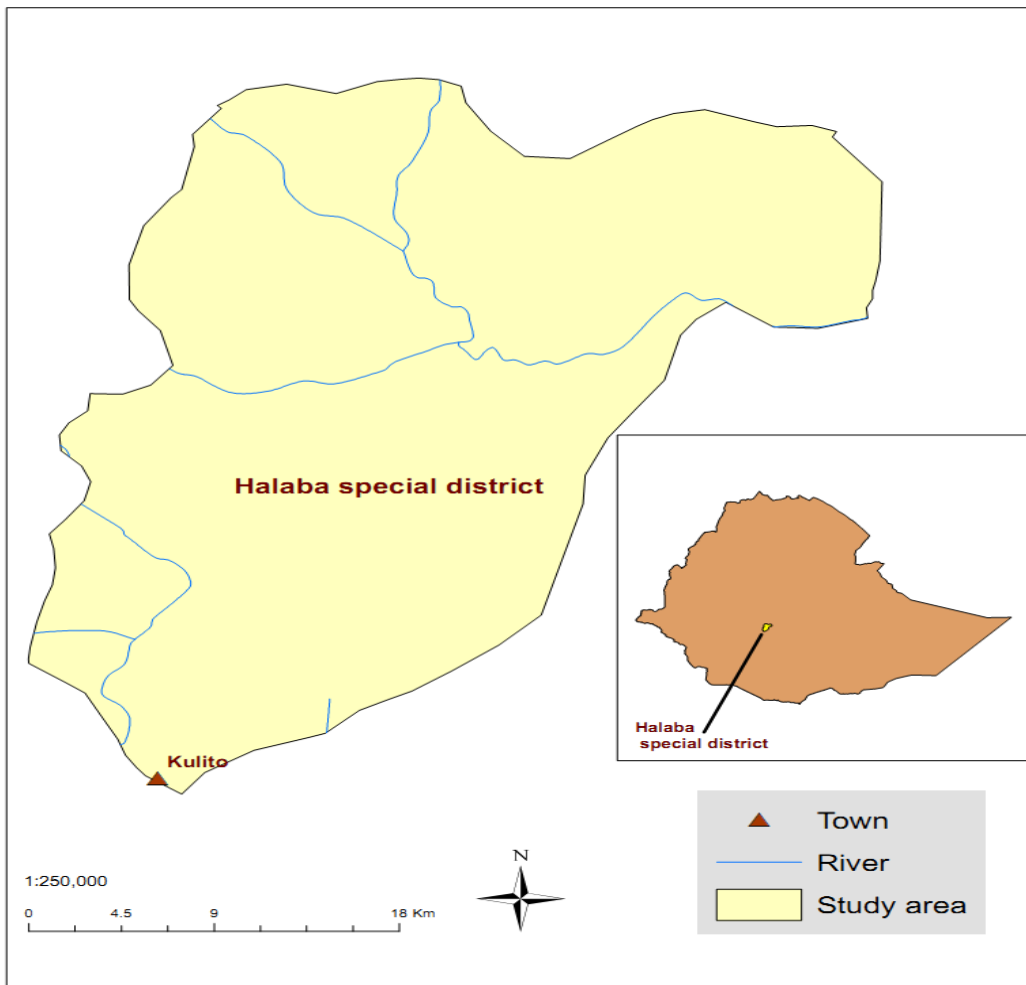 Halaba special district
Halaba
special district
Kulito
Town
River
Study area
N
1:250,000
0 4.5 9 18 Km